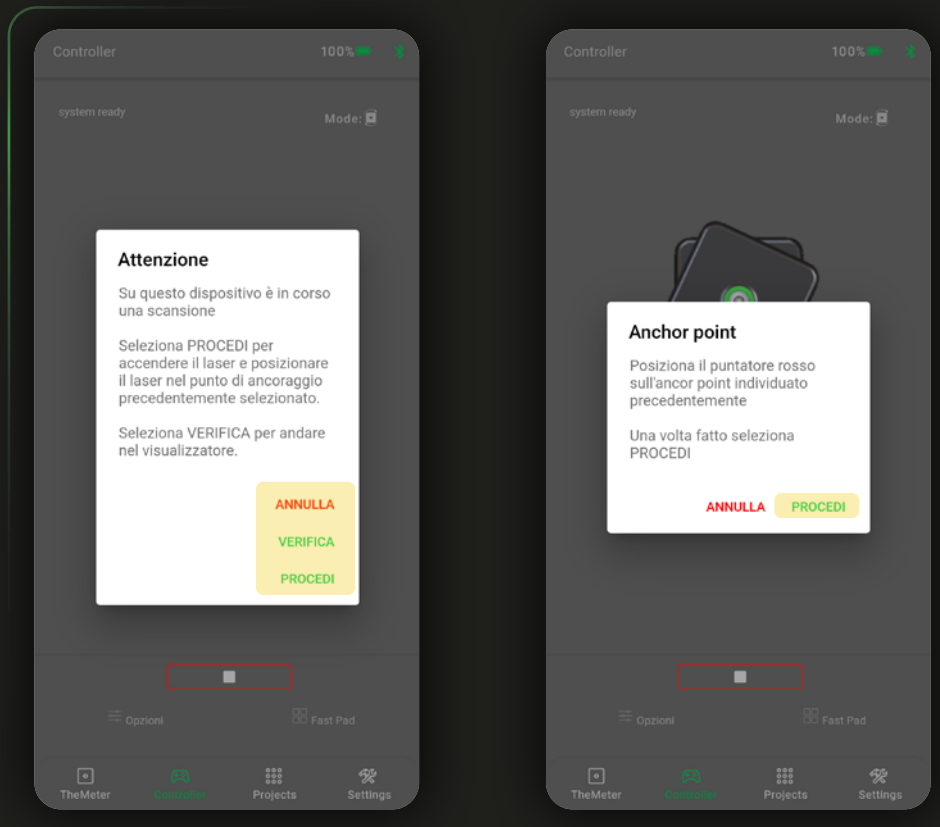 Controller 100%
system ready
Mode:
Attenzione
Su questo dispositivo è in corso
una scansione
Seleziona PROCEDI per
accendere il laser e posizionare
il laser nel punto di ancoraggio
precedentemente selezionato.
Seleziona VERIFICA per andare
nel visualizzatore.
ANNULLA
VERIFICA
PROCEDI
Opzioni Fast Pad
TheMeter Controller Projects Settings
Controller 100%
system ready
Mode:
Anchor point
Posiziona il puntatore rosso
sull'ancor point individuato
precedentemente
Una volta fatto seleziona
PROCEDI
ANNULLA PROCEDI
Opzioni Fast Pad
TheMeter Controller Projects Settings